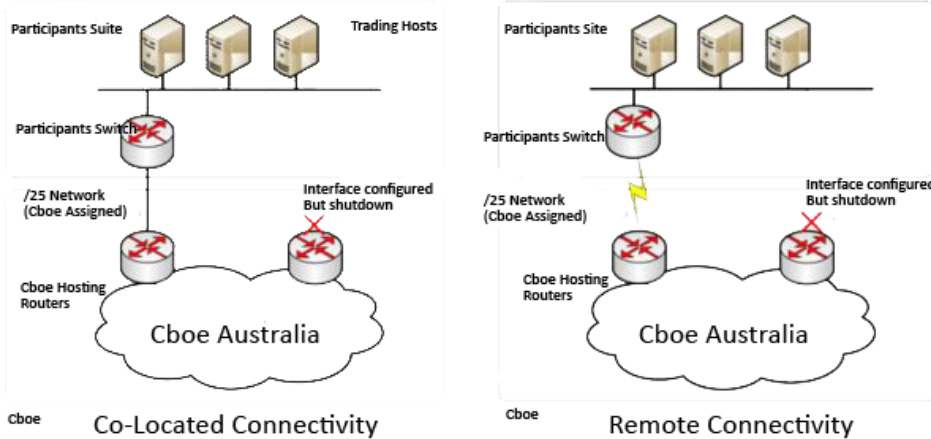 Participants Suite
Trading Hosts
Participants Switch
/25 Network
(Cboe Assigned)
Interface configured
But shutdown
Cboe Hosting
Routers
Cboe Australia
Cboe
Co-Located Connectivity
Participants Site
Participants Switch
/25 Network
(Cboe Assigned)
Interface configured
But shutdown
Cboe Hosting
Routers
Cboe Australia
Cboe
Remote Connectivity